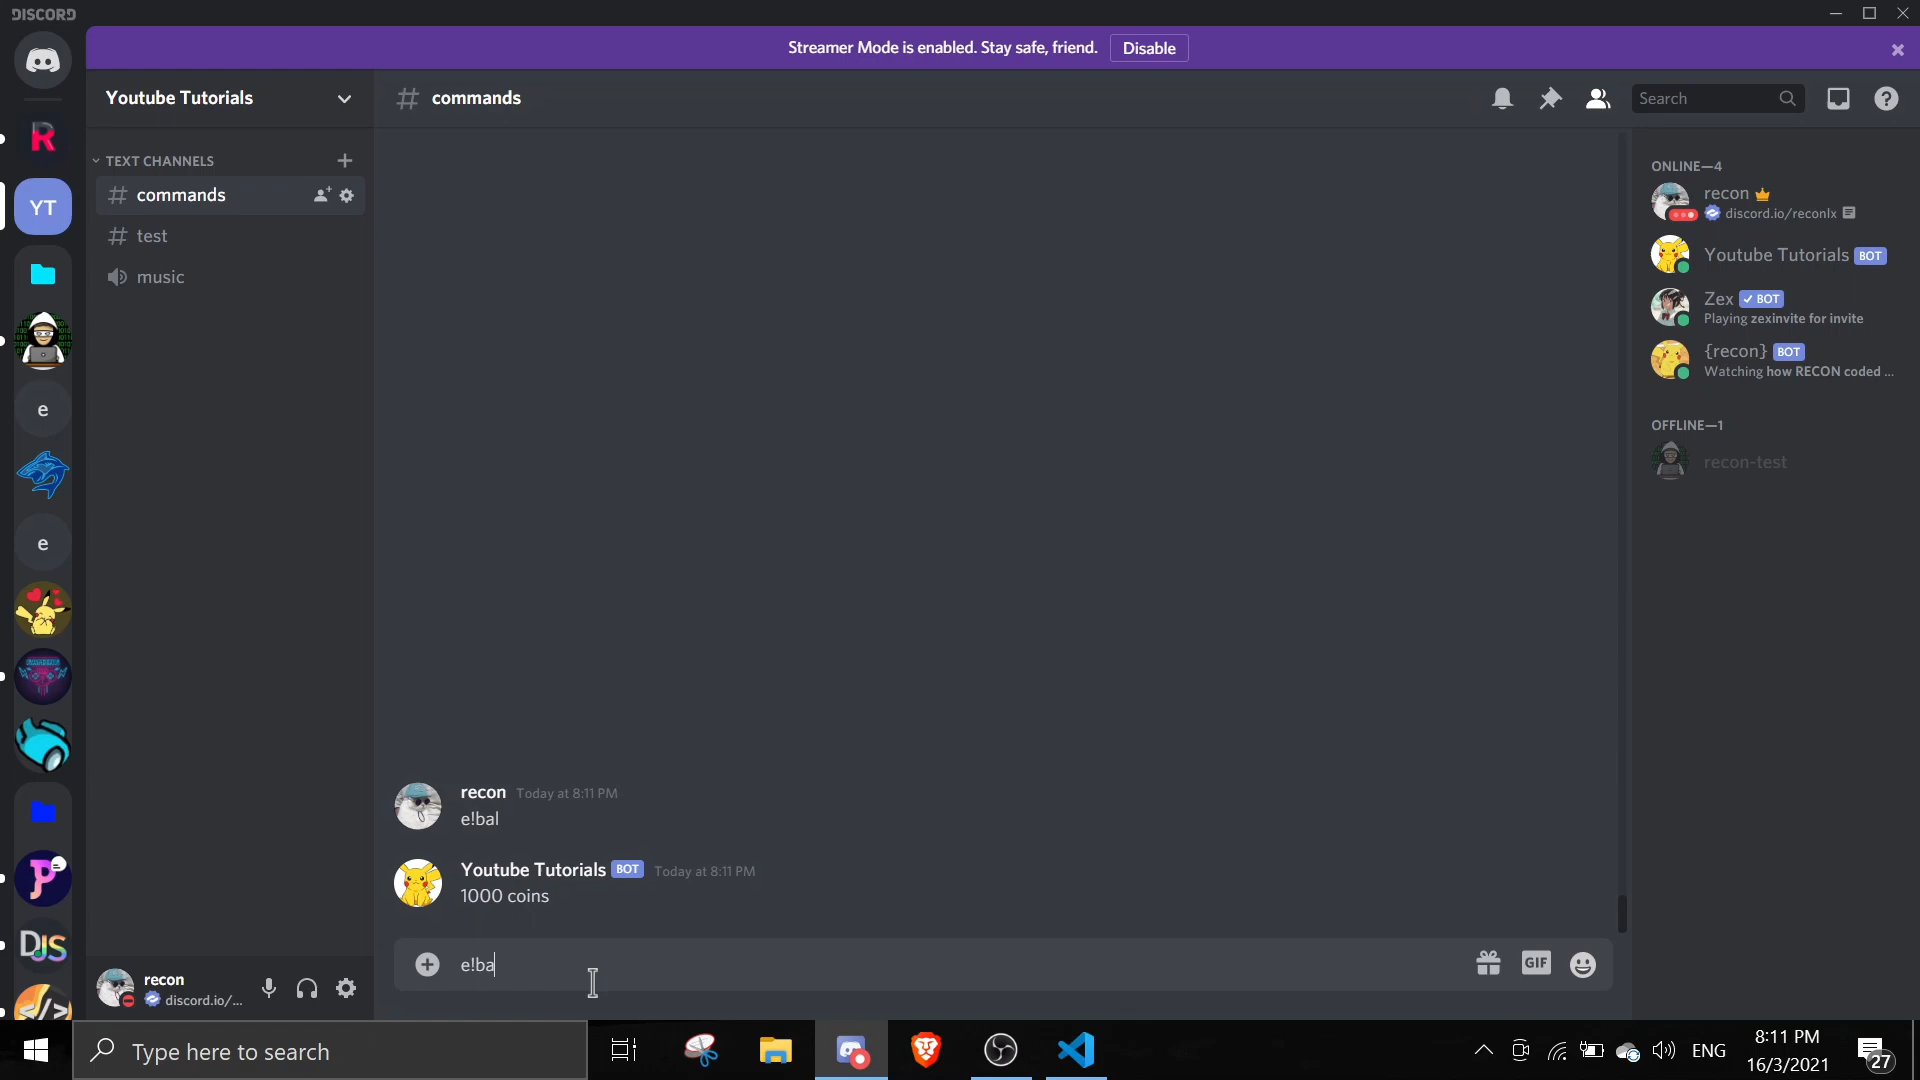 DISCORD
Streamer Mode is enabled. Stay safe, friend. Disable
Youtube Tutorials
commands
Search
TEXT CHANNELS
commands
test
music
R
YT
e
e
DJS
</>
recon Today at 8:11 PM
e!bal
Youtube Tutorials BOT Today at 8:11 PM
1000 coins
e!ba
GIF
ONLINE—4
recon
discord.io/reconlx
Youtube Tutorials BOT
Zex ✓ BOT
Playing zexinvite for invite
{recon} BOT
Watching how RECON coded ...
OFFLINE—1
recon-test
recon
discord.io/...
Type here to search
ENG
8:11 PM
16/3/2021
27